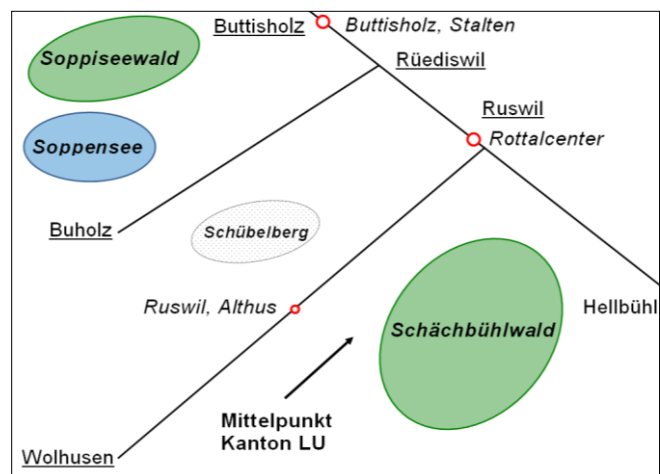 Buttisholz
Buttisholz, Stalten
Soppiseewald
Rüediswil
Ruswil
Rottalcenter
Soppensee
Buholz
Schübelberg
Ruswil, Althus
Hellbühl
Schächbühlwald
Mittelpunkt
Kanton LU
Wolhusen